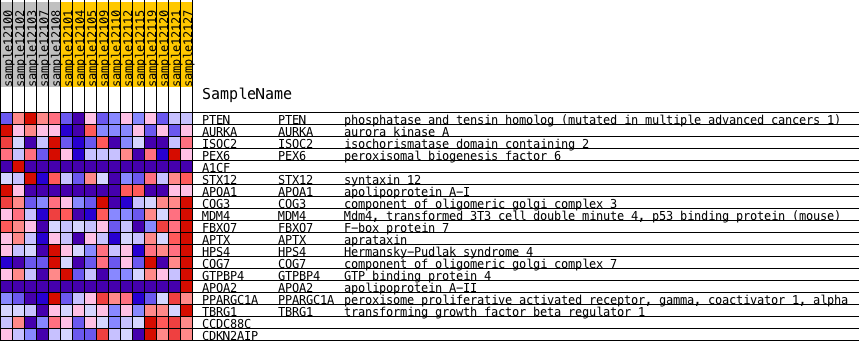 sample12100 sample12102 sample12103 sample12107 sample12108 sample12101 sample12104 sample12105 sample12109 sample12110 sample12112 sample12115 sample12119 sample12120 sample12121 sample12127
SampleName
PTEN PTEN phosphatase and tensin homolog (mutated in multiple advanced cancers 1)
AURKA AURKA aurora kinase A
ISOC2 ISOC2 isochorismatase domain containing 2
PEX6 PEX6 peroxisomal biogenesis factor 6
A1CF
STX12 STX12 syntaxin 12
APOA1 APOA1 apolipoprotein A-I
COG3 COG3 component of oligomeric golgi complex 3
MDM4 MDM4 Mdm4, transformed 3T3 cell double minute 4, p53 binding protein (mouse)
FBXO7 FBXO7 F-box protein 7
APTX APTX aprataxin
HPS4 HPS4 Hermansky-Pudlak syndrome 4
COG7 COG7 component of oligomeric golgi complex 7
GTPBP4 GTPBP4 GTP binding protein 4
APOA2 APOA2 apolipoprotein A-II
PPARGC1A PPARGC1A peroxisome proliferative activated receptor, gamma, coactivator 1, alpha
TBRG1 TBRG1 transforming growth factor beta regulator 1
CCDC88C
CDKN2AIP